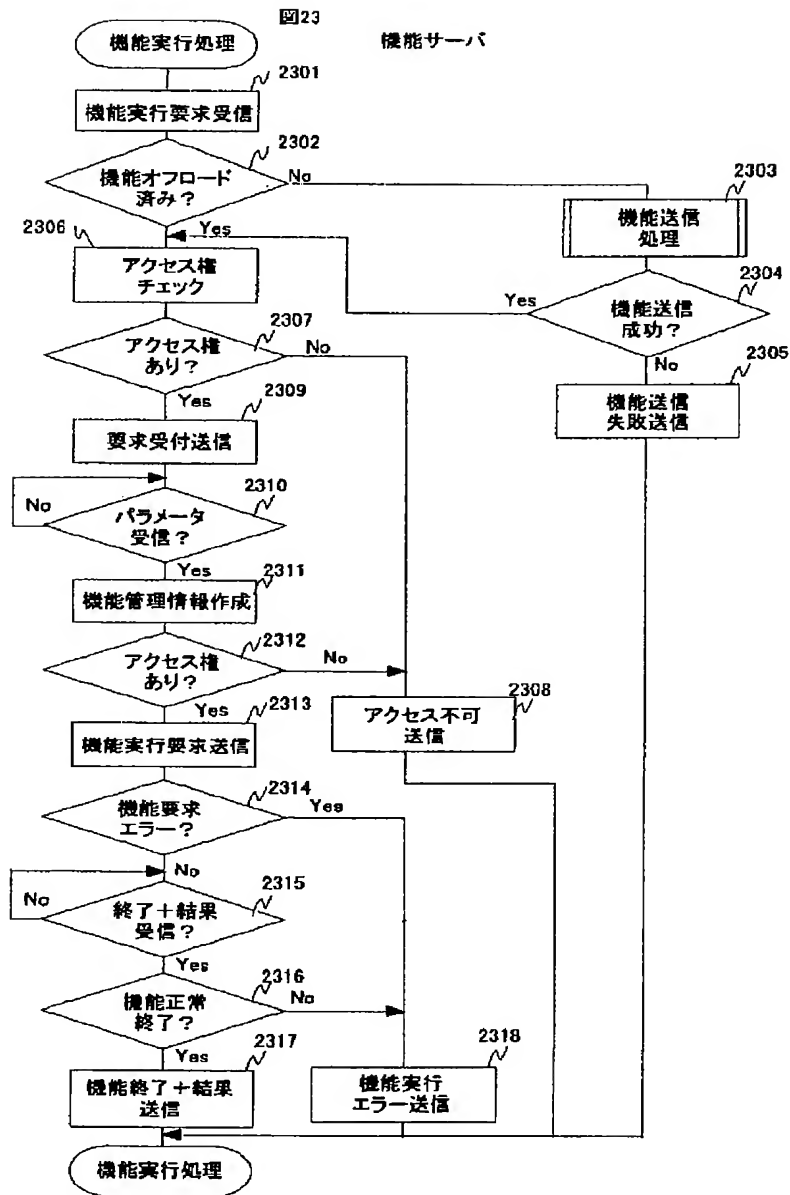 図23
機能サーバ
機能実行処理
2301
機能実行要求受信
2302
機能オフロード
済み？
No
Yes
2303
機能送信
処理
2304
機能送信
成功？
Yes
No
2305
機能送信
失敗送信
2306
アクセス権
チェック
2307
アクセス権
あり？
No
Yes
2309
要求受付送信
2310
パラメータ
受信？
No
Yes
2311
機能管理情報作成
2312
アクセス権
あり？
No
Yes
2308
アクセス不可
送信
2313
機能実行要求送信
2314
機能要求
エラー？
Yes
No
2315
終了＋結果
受信？
No
Yes
2316
機能正常
終了？
No
Yes
2317
機能終了＋結果
送信
2318
機能実行
エラー送信
機能実行処理